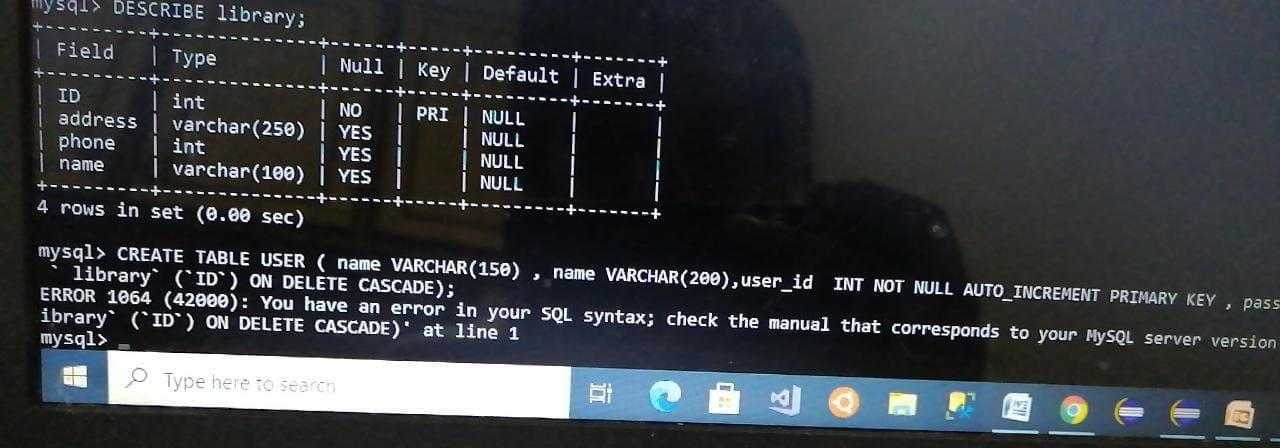 mysql> DESCRIBE library;
+---------+--------------+------+-----+---------+-------+
| Field | Type | Null | Key | Default | Extra |
+---------+--------------+------+-----+---------+-------+
| ID | int | NO | PRI | NULL | |
| address | varchar(250) | YES | | NULL | |
| phone | int | YES | | NULL | |
| name | varchar(100) | YES | | NULL | |
+---------+--------------+------+-----+---------+-------+
4 rows in set (0.00 sec)
mysql> CREATE TABLE USER ( name VARCHAR(150) , name VARCHAR(200),user_id INT NOT NULL AUTO_INCREMENT PRIMARY KEY , pass
` library` (`ID`) ON DELETE CASCADE);
ERROR 1064 (42000): You have an error in your SQL syntax; check the manual that corresponds to your MySQL server version
ibrary` (`ID`) ON DELETE CASCADE)' at line 1
mysql>
Type here to search